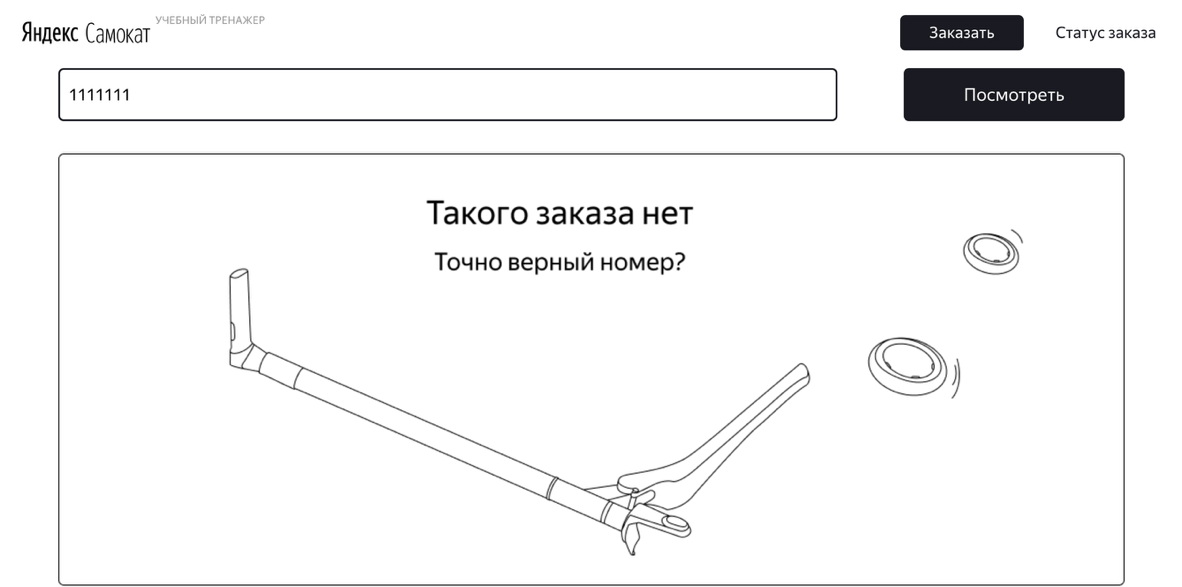 Яндекс Самокат УЧЕБНЫЙ ТРЕНАЖЕР Заказать Статус заказа
1111111 Посмотреть
Такого заказа нет
Точно верный номер?